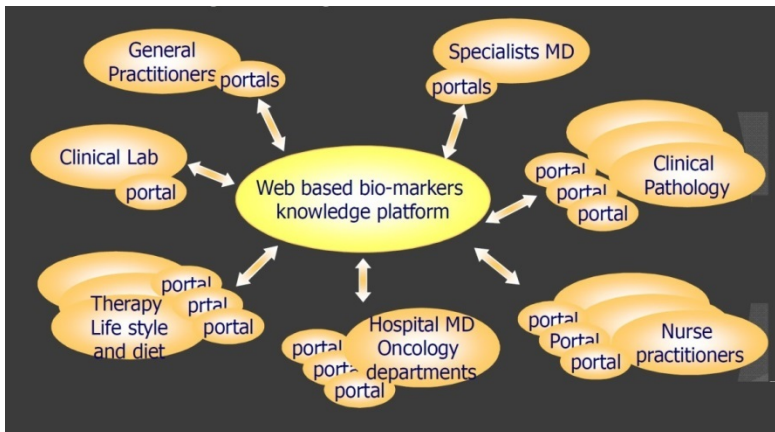 General
Practitioners
portals
Specialists MD
portals
Clinical Lab
portal
Web based bio-markers
knowledge platform
portal
portal
portal
Clinical
Pathology
Therapy
Life style
and diet
portal
prtal
portal
portal
portal
Hospital MD
Oncology
departments
portal
Portal
portal
Nurse
practitioners